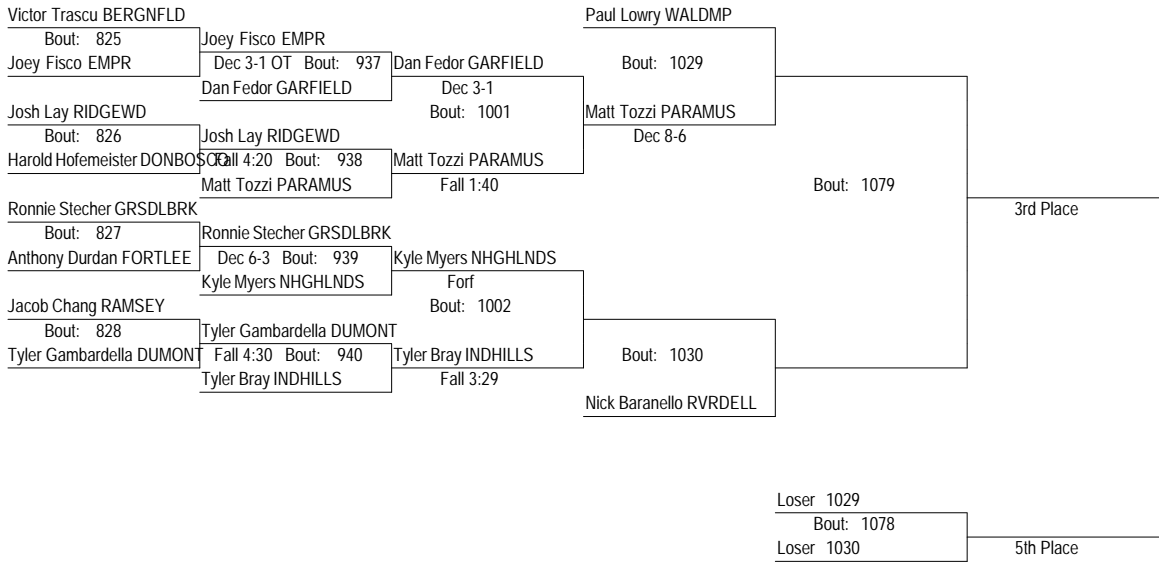 Victor Trascu BERGNFLD
Paul Lowry WALDMP
Bout: 825
Joey Fisco EMPR
Joey Fisco EMPR
Dec 3-1 OT Bout: 937
Dan Fedor GARFIELD
Bout: 1029
Dan Fedor GARFIELD
Dec 3-1
Josh Lay RIDGEWD
Bout: 1001
Matt Tozzi PARAMUS
Bout: 826
Josh Lay RIDGEWD
Dec 8-6
Harold Hofemeister DONBOSCO
Fall 4:20 Bout: 938
Matt Tozzi PARAMUS
Matt Tozzi PARAMUS
Fall 1:40
Bout: 1079
Ronnie Stecher GRSDLBRK
3rd Place
Bout: 827
Ronnie Stecher GRSDLBRK
Anthony Durdan FORTLEE
Dec 6-3 Bout: 939
Kyle Myers NHGHLNDS
Kyle Myers NHGHLNDS
Forf
Jacob Chang RAMSEY
Bout: 1002
Bout: 828
Tyler Gambardella DUMONT
Tyler Gambardella DUMONT
Fall 4:30 Bout: 940
Tyler Bray INDHILLS
Bout: 1030
Tyler Bray INDHILLS
Fall 3:29
Nick Baranello RVRDELL
Loser 1029
Bout: 1078
Loser 1030
5th Place